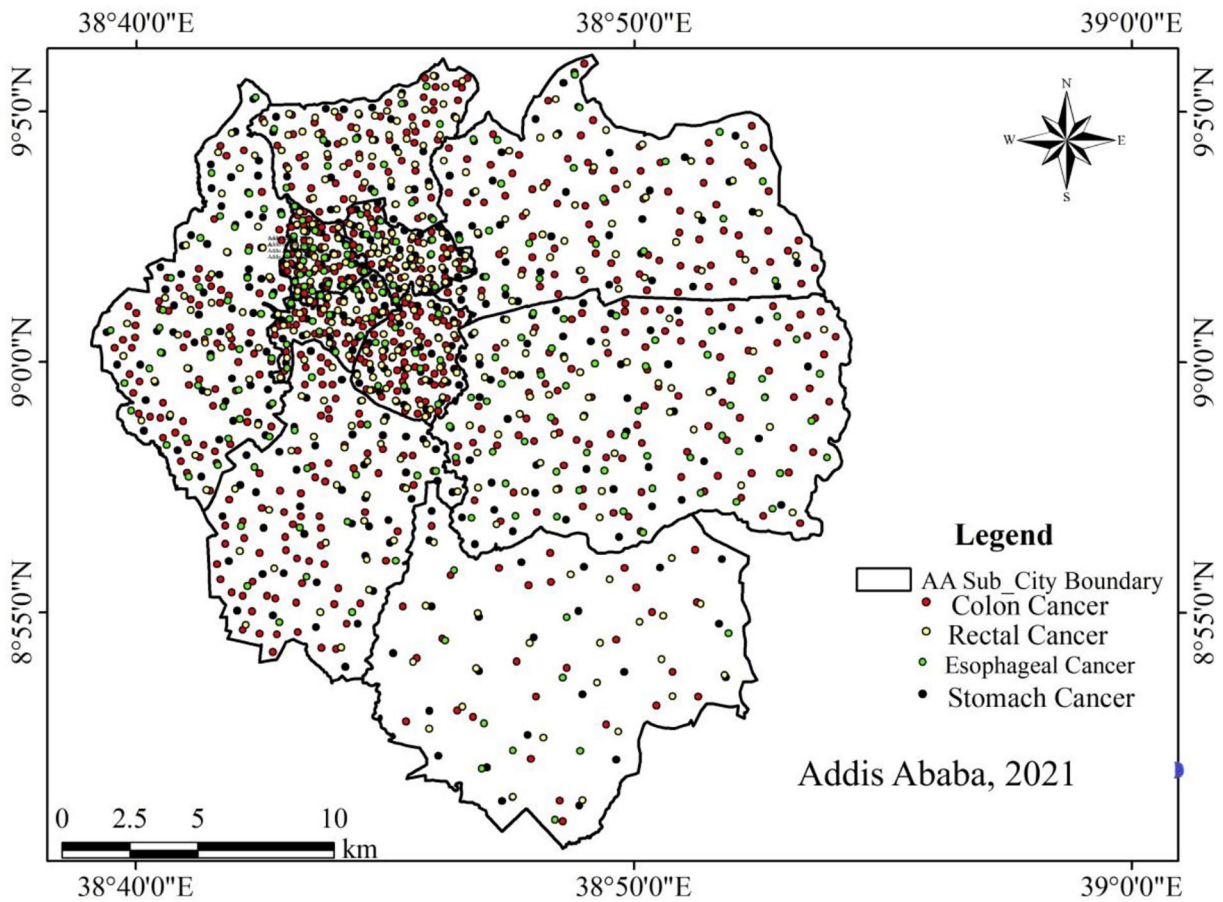 38°40'0"E 38°50'0"E 39°0'0"E
N
W E
S
9°5'0"N 9°5'0"N
9°0'0"N 9°0'0"N
8°55'0"N 8°55'0"N
Legend
AA Sub_City Boundary
Colon Cancer
Rectal Cancer
Esophageal Cancer
Stomach Cancer
Addis Ababa, 2021
0 2.5 5 10
km
38°40'0"E 38°50'0"E 39°0'0"E